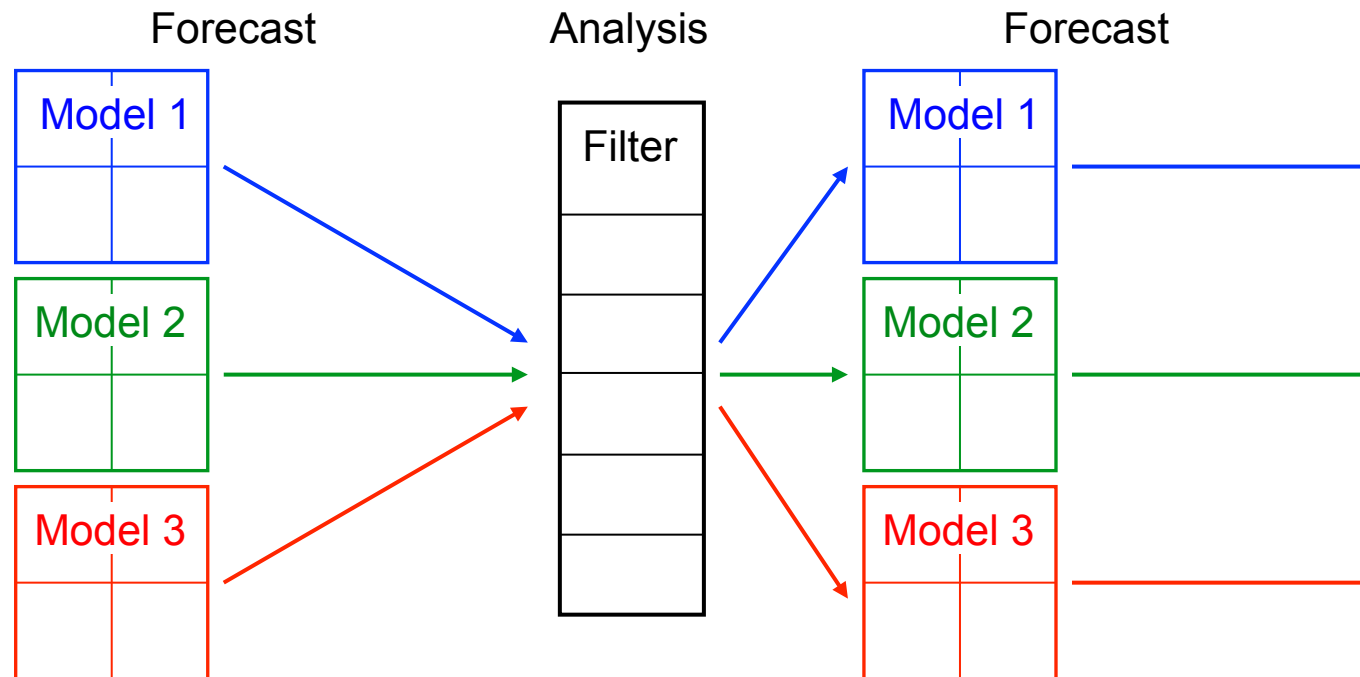 Forecast
Analysis
Forecast
Model 1
Filter
Model 1
Model 2
Model 2
Model 3
Model 3